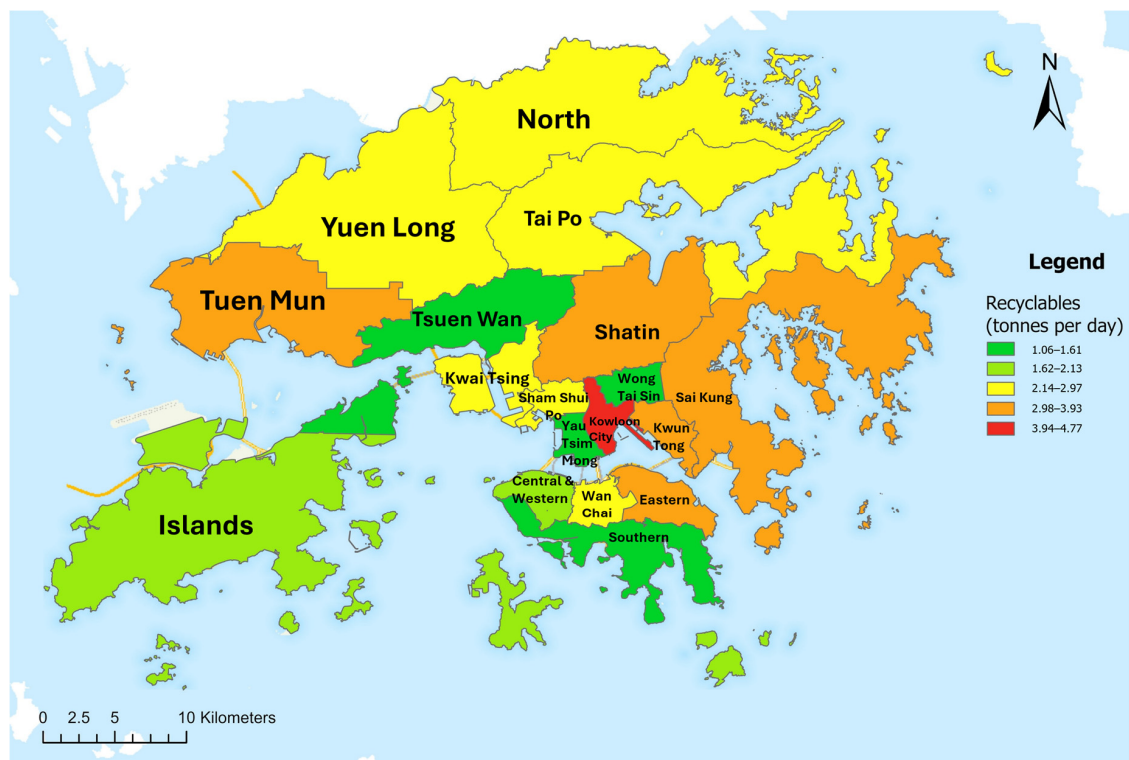 North
N
Yuen Long
Tai Po
Tuen Mun
Tsuen Wan
Shatin
Kwai Tsing
Wong
Tai Sin
Sham Shui
Po
Sai Kung
Kowloon
City
Yau
Tsim
Mong
Kwun
Tong
Central &
Western
Wan
Chai
Eastern
Southern
Islands
Legend
Recyclables
(tonnes per day)
1.06–1.61
1.62–2.13
2.14–2.97
2.98–3.93
3.94–4.77
0 2.5 5 10 Kilometers